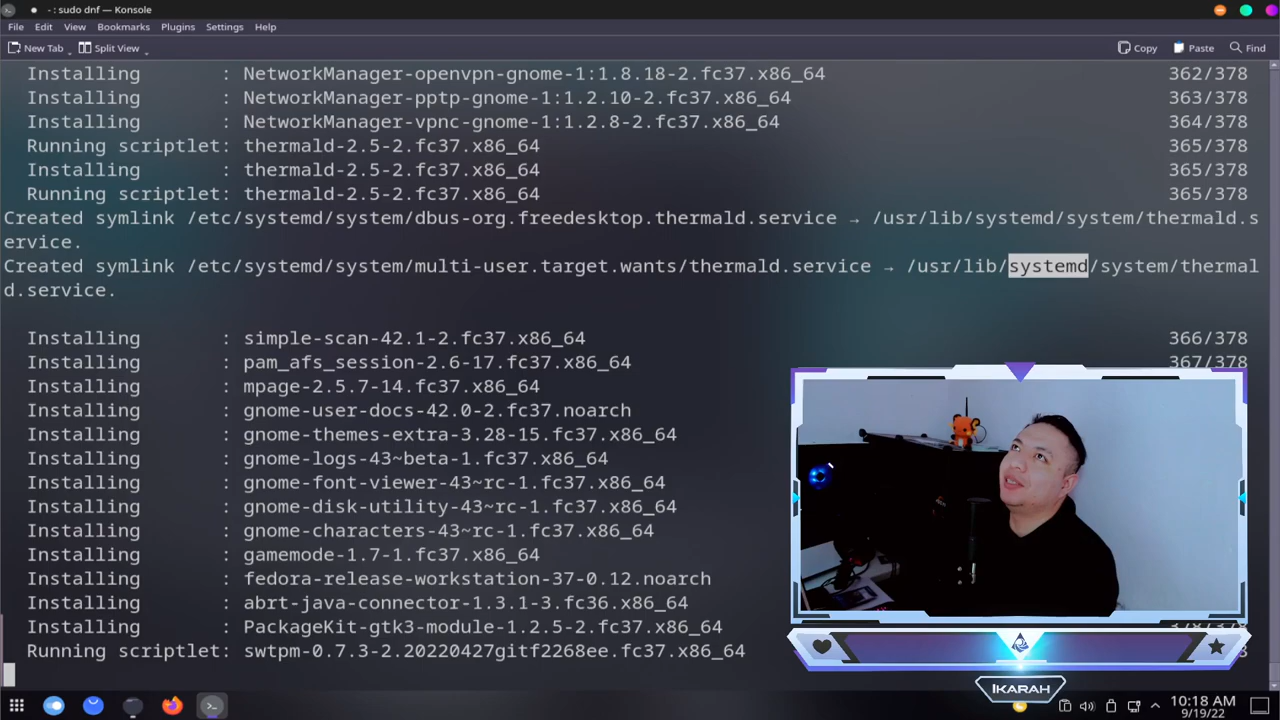 - : sudo dnf — Konsole
File Edit View Bookmarks Plugins Settings Help
New Tab Split View Copy Paste Find
Installing : NetworkManager-openvpn-gnome-1:1.8.18-2.fc37.x86_64 362/378
Installing : NetworkManager-pptp-gnome-1:1.2.10-2.fc37.x86_64 363/378
Installing : NetworkManager-vpnc-gnome-1:1.2.8-2.fc37.x86_64 364/378
Running scriptlet: thermald-2.5-2.fc37.x86_64 365/378
Installing : thermald-2.5-2.fc37.x86_64 365/378
Running scriptlet: thermald-2.5-2.fc37.x86_64 365/378
Created symlink /etc/systemd/system/dbus-org.freedesktop.thermald.service → /usr/lib/systemd/system/thermald.s
ervice.
Created symlink /etc/systemd/system/multi-user.target.wants/thermald.service → /usr/lib/systemd/system/thermal
d.service.
Installing : simple-scan-42.1-2.fc37.x86_64 366/378
Installing : pam_afs_session-2.6-17.fc37.x86_64 367/378
Installing : mpage-2.5.7-14.fc37.x86_64
Installing : gnome-user-docs-42.0-2.fc37.noarch
Installing : gnome-themes-extra-3.28-15.fc37.x86_64
Installing : gnome-logs-43~beta-1.fc37.x86_64
Installing : gnome-font-viewer-43~rc-1.fc37.x86_64
Installing : gnome-disk-utility-43~rc-1.fc37.x86_64
Installing : gnome-characters-43~rc-1.fc37.x86_64
Installing : gamemode-1.7-1.fc37.x86_64
Installing : fedora-release-workstation-37-0.12.noarch
Installing : abrt-java-connector-1.3.1-3.fc36.x86_64
Installing : PackageKit-gtk3-module-1.2.5-2.fc37.x86_64
Running scriptlet: swtpm-0.7.3-2.20220427gitf2268ee.fc37.x86_64
IKARAH
10:18 AM
9/19/22